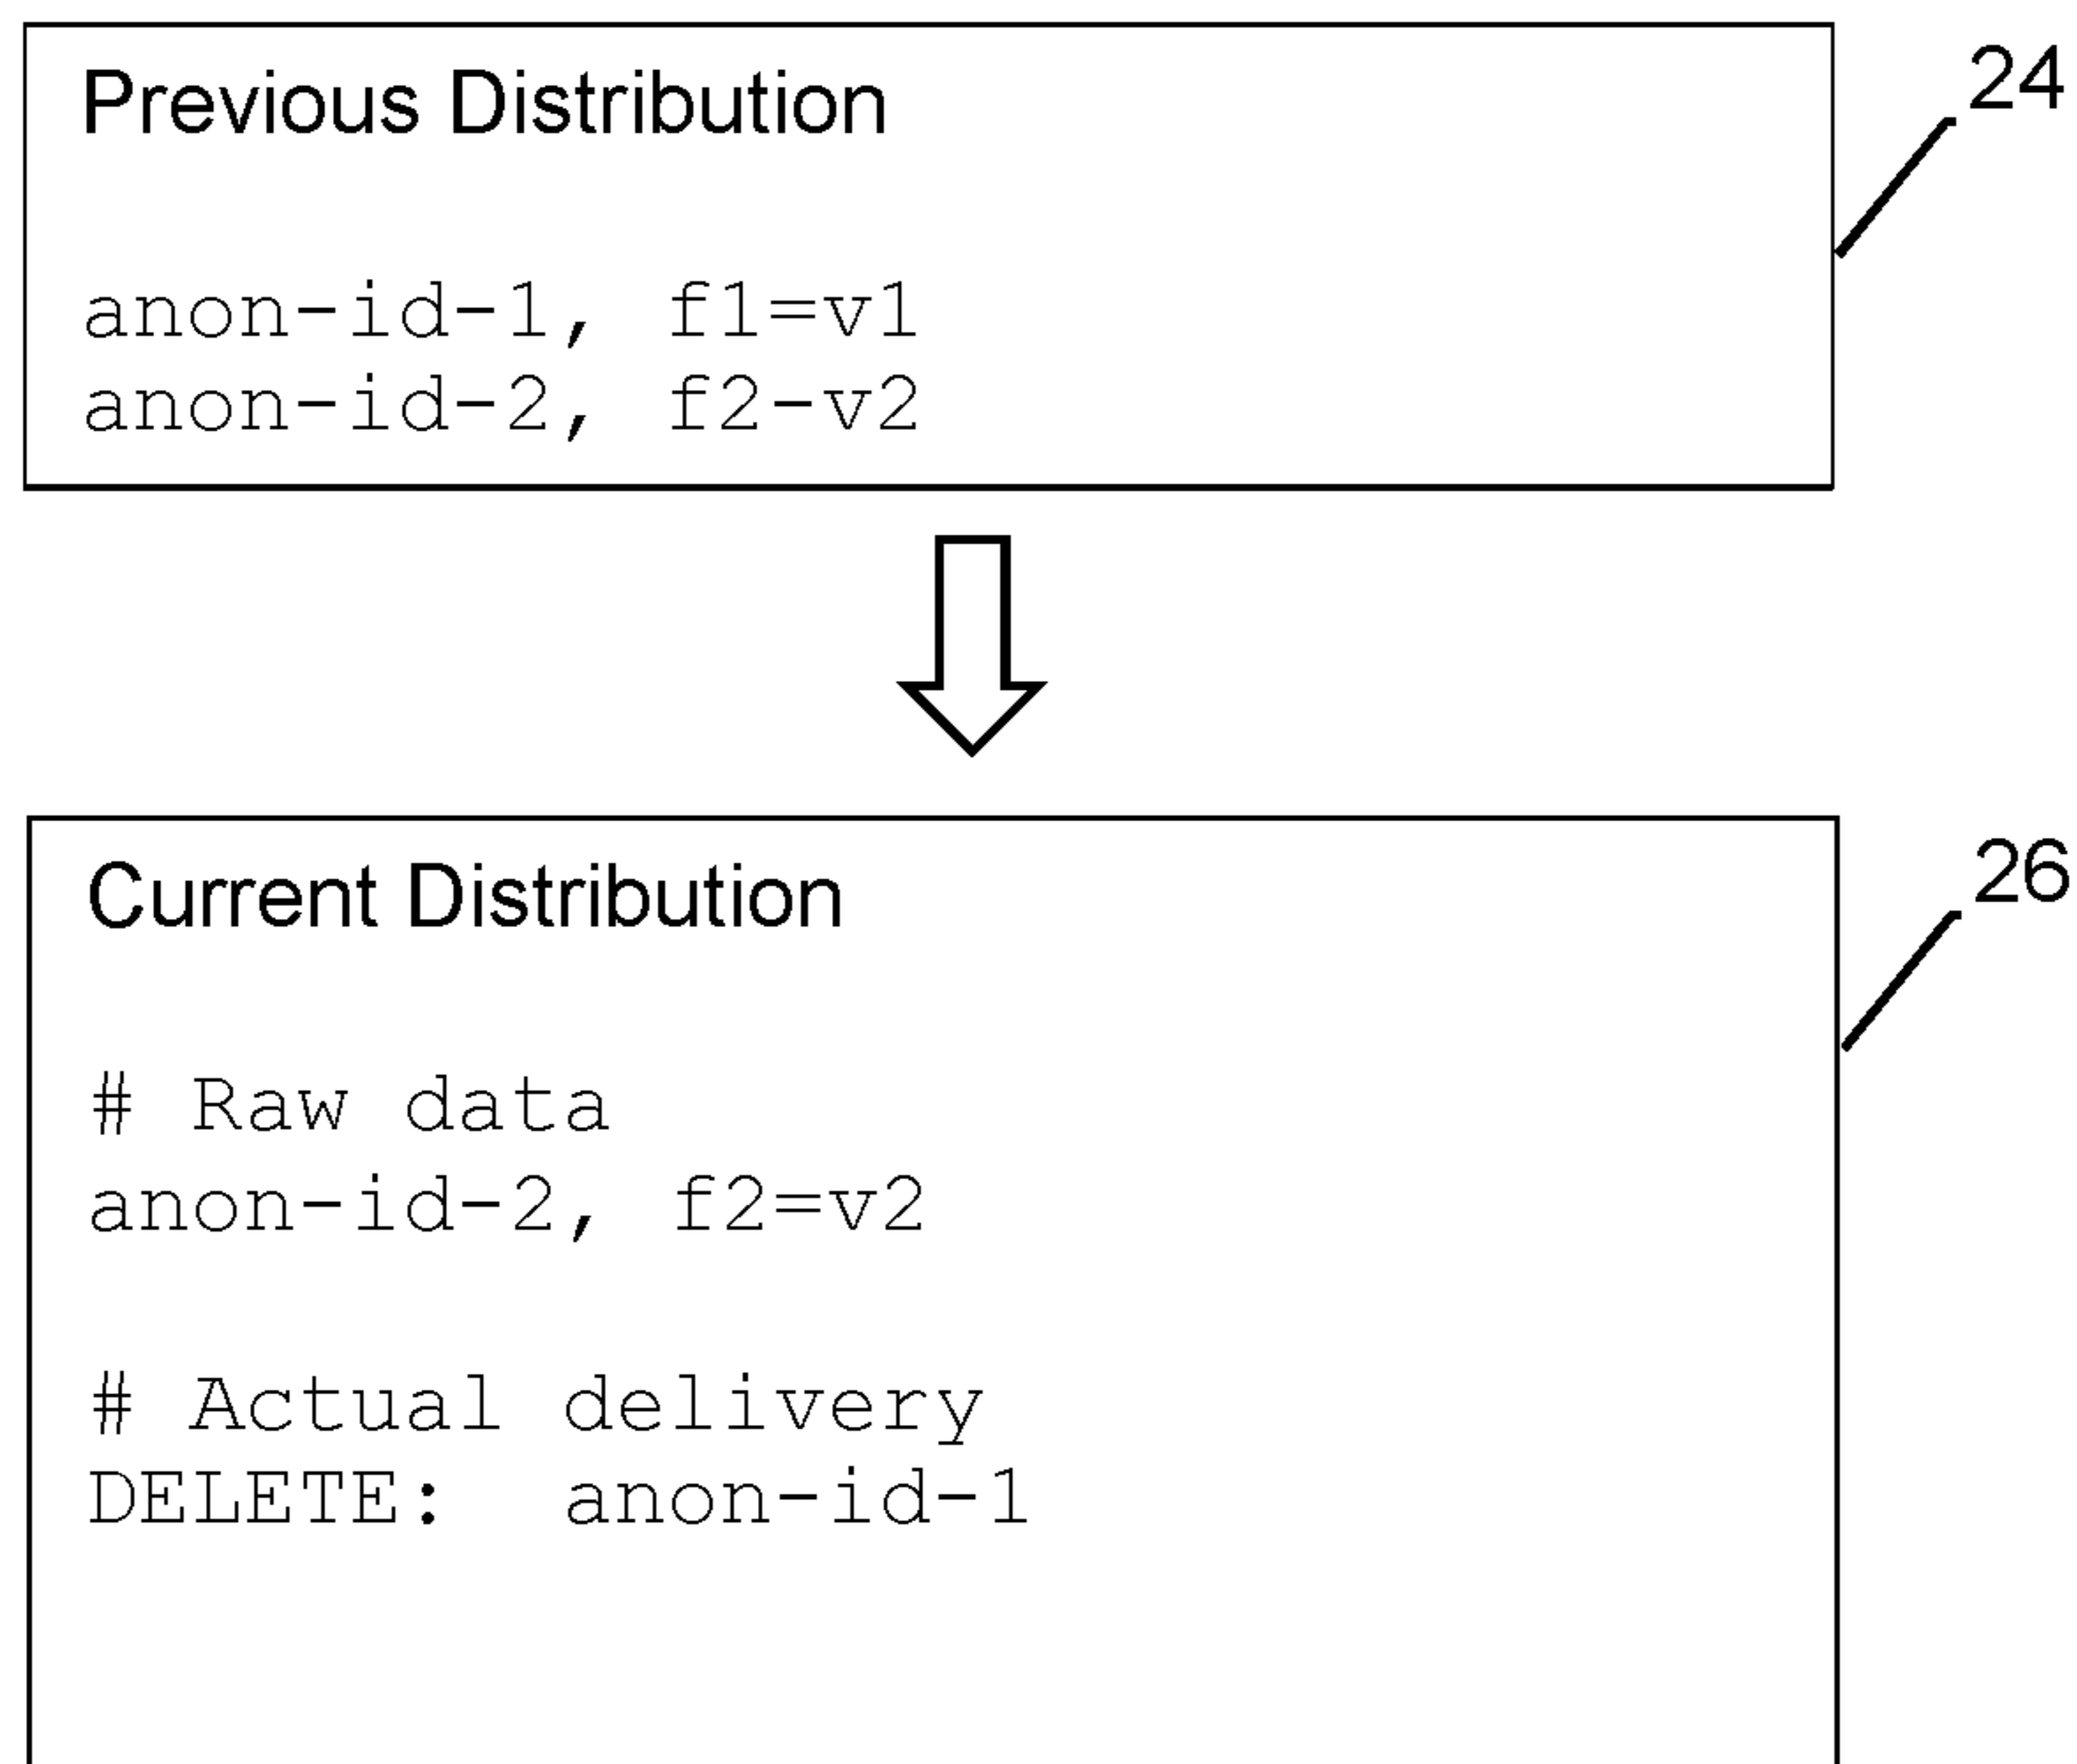 Previous Distribution
24
anon-id-1, f1=v1
anon-id-2, f2-v2
Current Distribution
26
# Raw data
anon-id-2, f2=v2
# Actual delivery
DELETE: anon-id-1